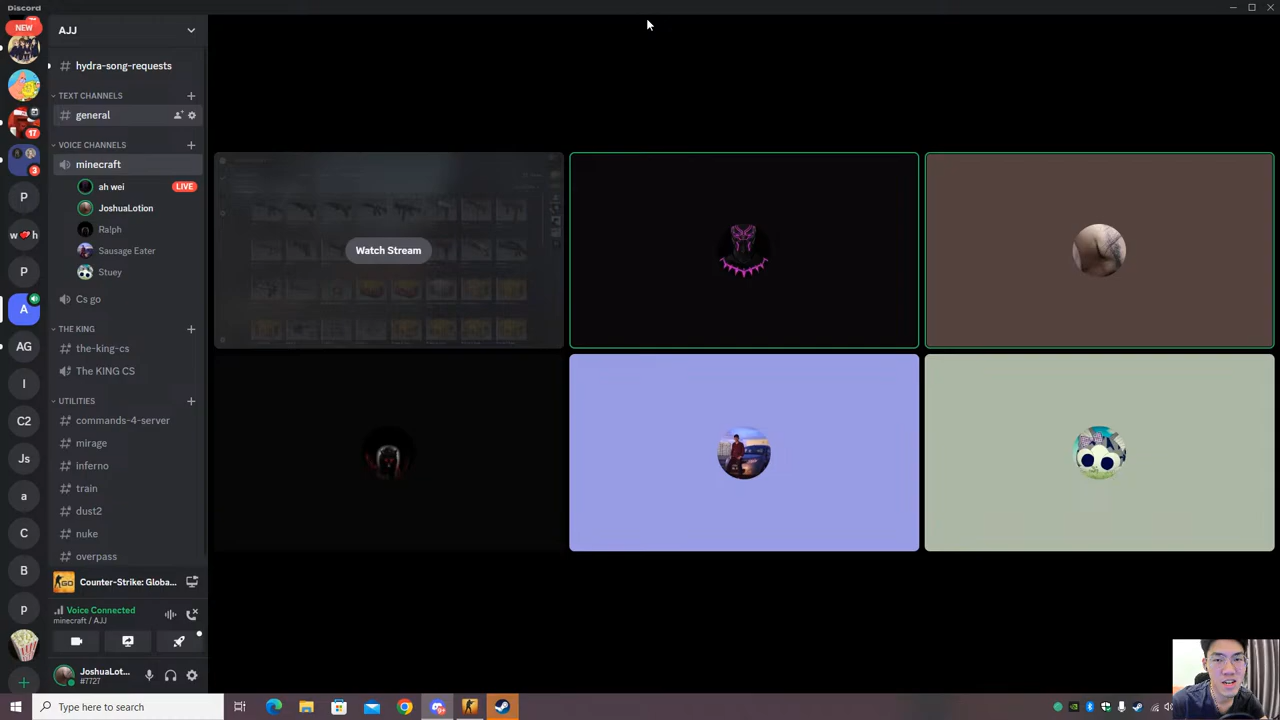 Discord
NEW
AJJ
hydra-song-requests
TEXT CHANNELS
general
17
VOICE CHANNELS
3
minecraft
ah wei
LIVE
JoshuaLotion
P
Ralph
w h
Sausage Eater
P
Stuey
A
Cs go
THE KING
AG
the-king-cs
I
The KING CS
UTILITIES
C2
commands-4-server
mirage
Js
inferno
a
train
dust2
C
nuke
B
overpass
p
GO
Counter-Strike: Globa...
Voice Connected
minecraft / AJJ
JoshuaLot...
#7727
Watch Stream
Type here to search